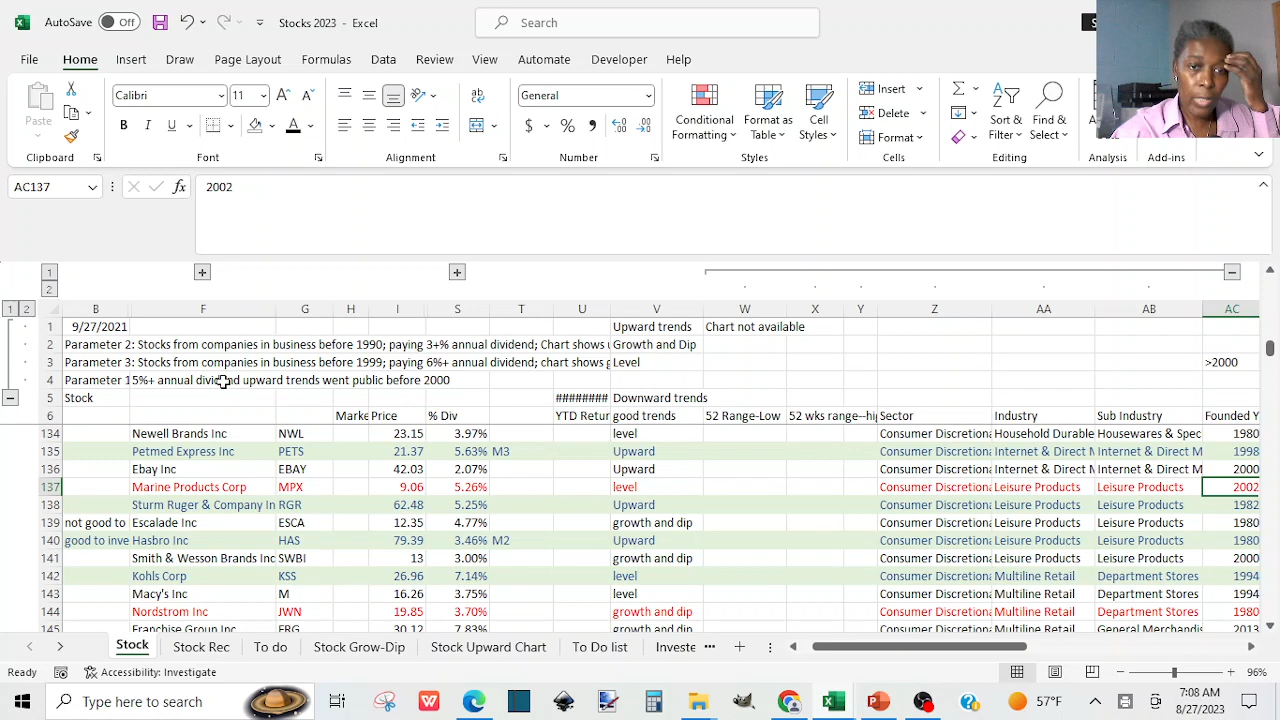 AutoSave Off Stocks 2023 - Excel Search
File Home Insert Draw Page Layout Formulas Data Review View Automate Developer Help
Paste Calibri 11 General Conditional Formatting Format as Table Cell Styles Insert Delete Format Sort & Filter Find & Select
Clipboard Font Alignment Number Styles Cells Editing Analysis Add-ins
AC137 fx 2002
1 2
1 2 B F G H I S T U V W X Y Z AA AB AC
1 9/27/2021 Upward trends Chart not available
2 Parameter 2: Stocks from companies in business before 1990; paying 3+% annual dividend; Chart shows Growth and Dip
3 Parameter 3: Stocks from companies in business before 1999; paying 6%+ annual dividend; chart shows Level >2000
4 Parameter 15%+ annual dividend upward trends went public before 2000
5 Stock ######## Downward trends
6 Marke Price % Div YTD Retur good trends 52 Range-Low 52 wks range--hi Sector Industry Sub Industry Founded Y
134 Newell Brands Inc NWL 23.15 3.97% level Consumer Discretiona Household Durable Housewares & Spec 1980
135 Petmed Express Inc PETS 21.37 5.63% M3 Upward Consumer Discretiona Internet & Direct M Internet & Direct M 1998
136 Ebay Inc EBAY 42.03 2.07% Upward Consumer Discretiona Internet & Direct M Internet & Direct M 2000
137 Marine Products Corp MPX 9.06 5.26% level Consumer Discretiona Leisure Products Leisure Products 2002
138 Sturm Ruger & Company In RGR 62.48 5.25% Upward Consumer Discretiona Leisure Products Leisure Products 1982
139 not good to Escalade Inc ESCA 12.35 4.77% growth and dip Consumer Discretiona Leisure Products Leisure Products 1980
140 good to inve Hasbro Inc HAS 79.39 3.46% M2 Upward Consumer Discretiona Leisure Products Leisure Products 1980
141 Smith & Wesson Brands Inc SWBI 13 3.00% growth and dip Consumer Discretiona Leisure Products Leisure Products 2000
142 Kohls Corp KSS 26.96 7.14% level Consumer Discretiona Multiline Retail Department Stores 1994
143 Macy's Inc M 16.26 3.75% level Consumer Discretiona Multiline Retail Department Stores 1994
144 Nordstrom Inc JWN 19.85 3.70% growth and dip Consumer Discretiona Multiline Retail Department Stores 1980
145 Franchise Group Inc FRG 30.12 7.83% growth and dip Consumer Discretiona Multiline Retail General Merchandis 2013
Stock Stock Rec To do Stock Grow-Dip Stock Upward Chart To Do list Investe ...
Ready Accessibility: Investigate 96%
Type here to search 57°F 7:08 AM
8/27/2023